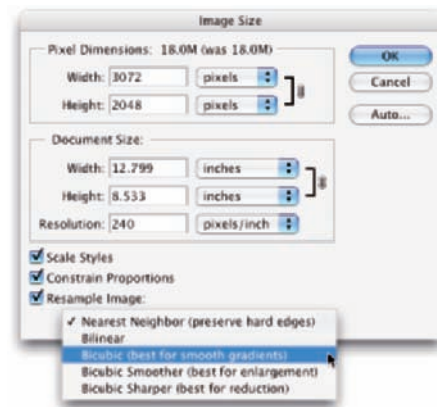 Image Size
Pixel Dimensions: 18.0M (was 18.0M)
Width: 3072 pixels
Height: 2048 pixels
Document Size:
Width: 12.799 inches
Height: 8.533 inches
Resolution: 240 pixels/inch
Scale Styles
Constrain Proportions
Resample Image:
✓ Nearest Neighbor (preserve hard edges)
Bilinear
Bicubic (best for smooth gradients)
Bicubic Smoother (best for enlargement)
Bicubic Sharper (best for reduction)
OK
Cancel
Auto...